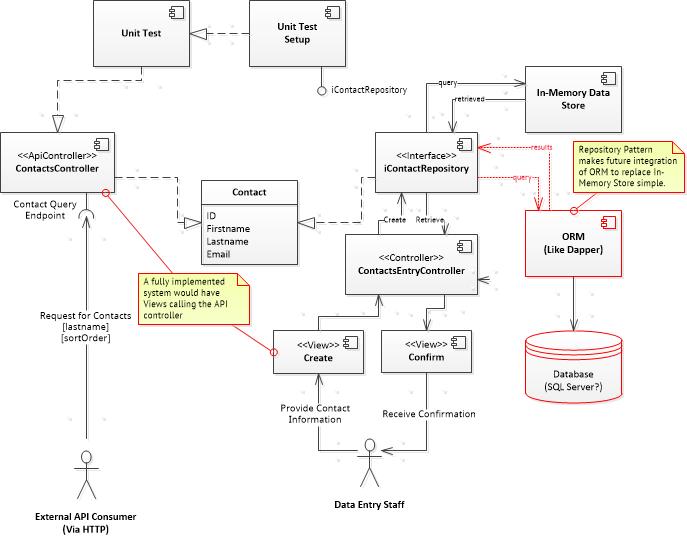 Unit Test
Unit Test
Setup
iContactRepository
query
retrieved
In-Memory Data
Store
<<ApiController>>
ContactsController
<<Interface>>
iContactRepository
results
query
Repository Pattern
makes future integration
of ORM to replace In-
Memory Store simple.
Contact Query
Endpoint
Contact
ID
Firstname
Lastname
Email
Create
Retrieve
ORM
(Like Dapper)
<<Controller>>
ContactsEntryController
A fully implemented
system would have
Views calling the API
controller
Request for Contacts
[lastname]
[sortOrder]
<<View>>
Create
<<View>>
Confirm
Database
(SQL Server?)
Provide Contact
Information
Receive Confirmation
Data Entry Staff
External API Consumer
(Via HTTP)